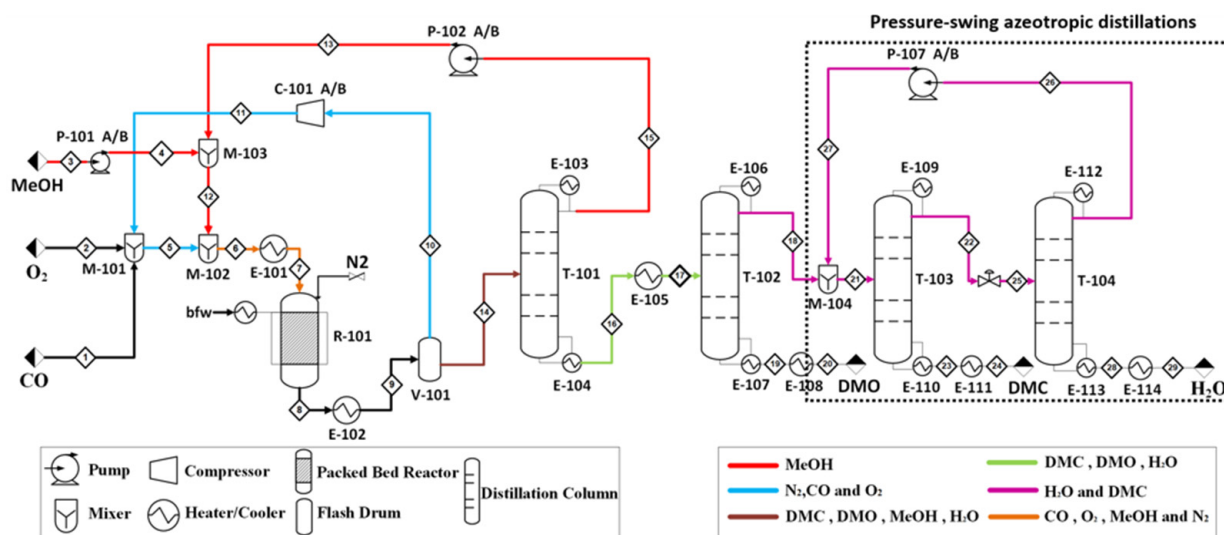 Pressure-swing azeotropic distillations
P-102 A/B
13
P-107 A/B
26
C-101 A/B
11
15
27
P-101 A/B
3
4
M-103
MeOH
E-103
E-106
E-109
E-112
12
10
18
22
2
5
6
7
O₂
M-101
M-102
E-101
N2
T-101
17
T-102
21
25
E-105
M-104
T-103
T-104
bfw
R-101
14
16
1
9
CO
V-101
E-104
19
20
23
24
28
29
8
E-107
E-108
DMO
E-110
E-111
DMC
E-113
E-114
H₂O
E-102
Pump
Compressor
Packed Bed Reactor
Distillation Column
Mixer
Heater/Cooler
Flash Drum
MeOH
DMC , DMO , H₂O
N₂,CO and O₂
H₂O and DMC
DMC , DMO , MeOH , H₂O
CO , O₂ , MeOH and N₂